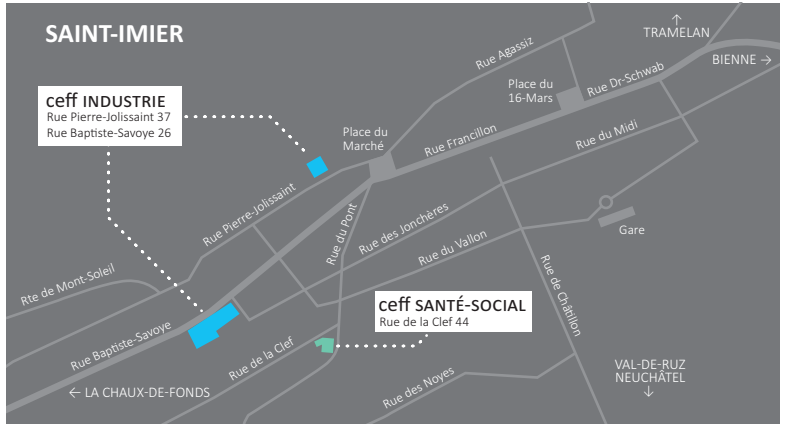 SAINT-IMIER
↑
TRAMELAN
BIENNE →
Rue Agassiz
Place du
16-Mars
Rue Dr-Schwab
ceff INDUSTRIE
Rue Pierre-Jolissaint 37
Rue Baptiste-Savoye 26
Place du
Marché
Rue Francillon
Rue du Midi
Rue Pierre-Jolissaint
Rue du Pont
Rue des Jonchères
Rue du Vallon
Gare
Rte de Mont-Soleil
Rue de Châtillon
ceff SANTÉ-SOCIAL
Rue de la Clef 44
Rue Baptiste-Savoye
Rue de la Clef
Rue des Noyes
VAL-DE-RUZ
NEUCHÂTEL
↓
← LA CHAUX-DE-FONDS